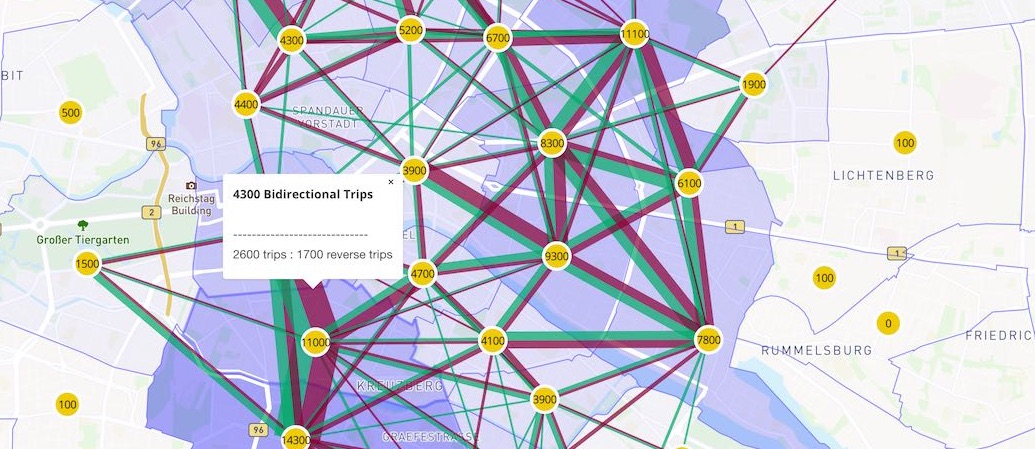 4300
5200
6700
11100
BIT
1900
4400
500
SPANDAUER
VORSTADT
96
8300
100
3900
LICHTENBERG
6100
4300 Bidirectional Trips
×
Reichstag
Building
2
-----------------------------
1
Großer Tiergarten
EL
2600 trips : 1700 reverse trips
9300
1
1500
4700
100
0
11000
4100
7800
FRIEDRIC
RUMMELSBURG
KREUZBERG
100
3900
96
14300
GRAEFESTRASSE